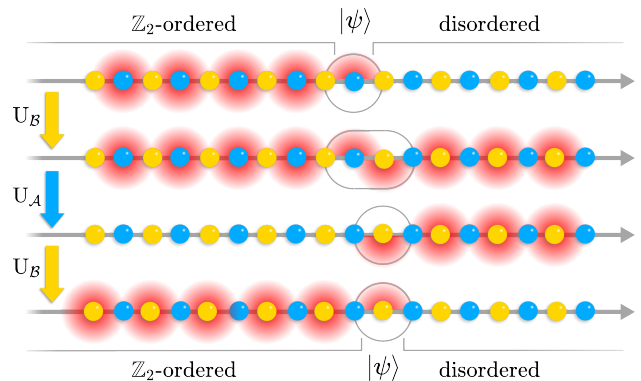 ℤ₂-ordered |ψ⟩ disordered
U_ℬ
U_𝒜
U_ℬ
ℤ₂-ordered |ψ⟩ disordered